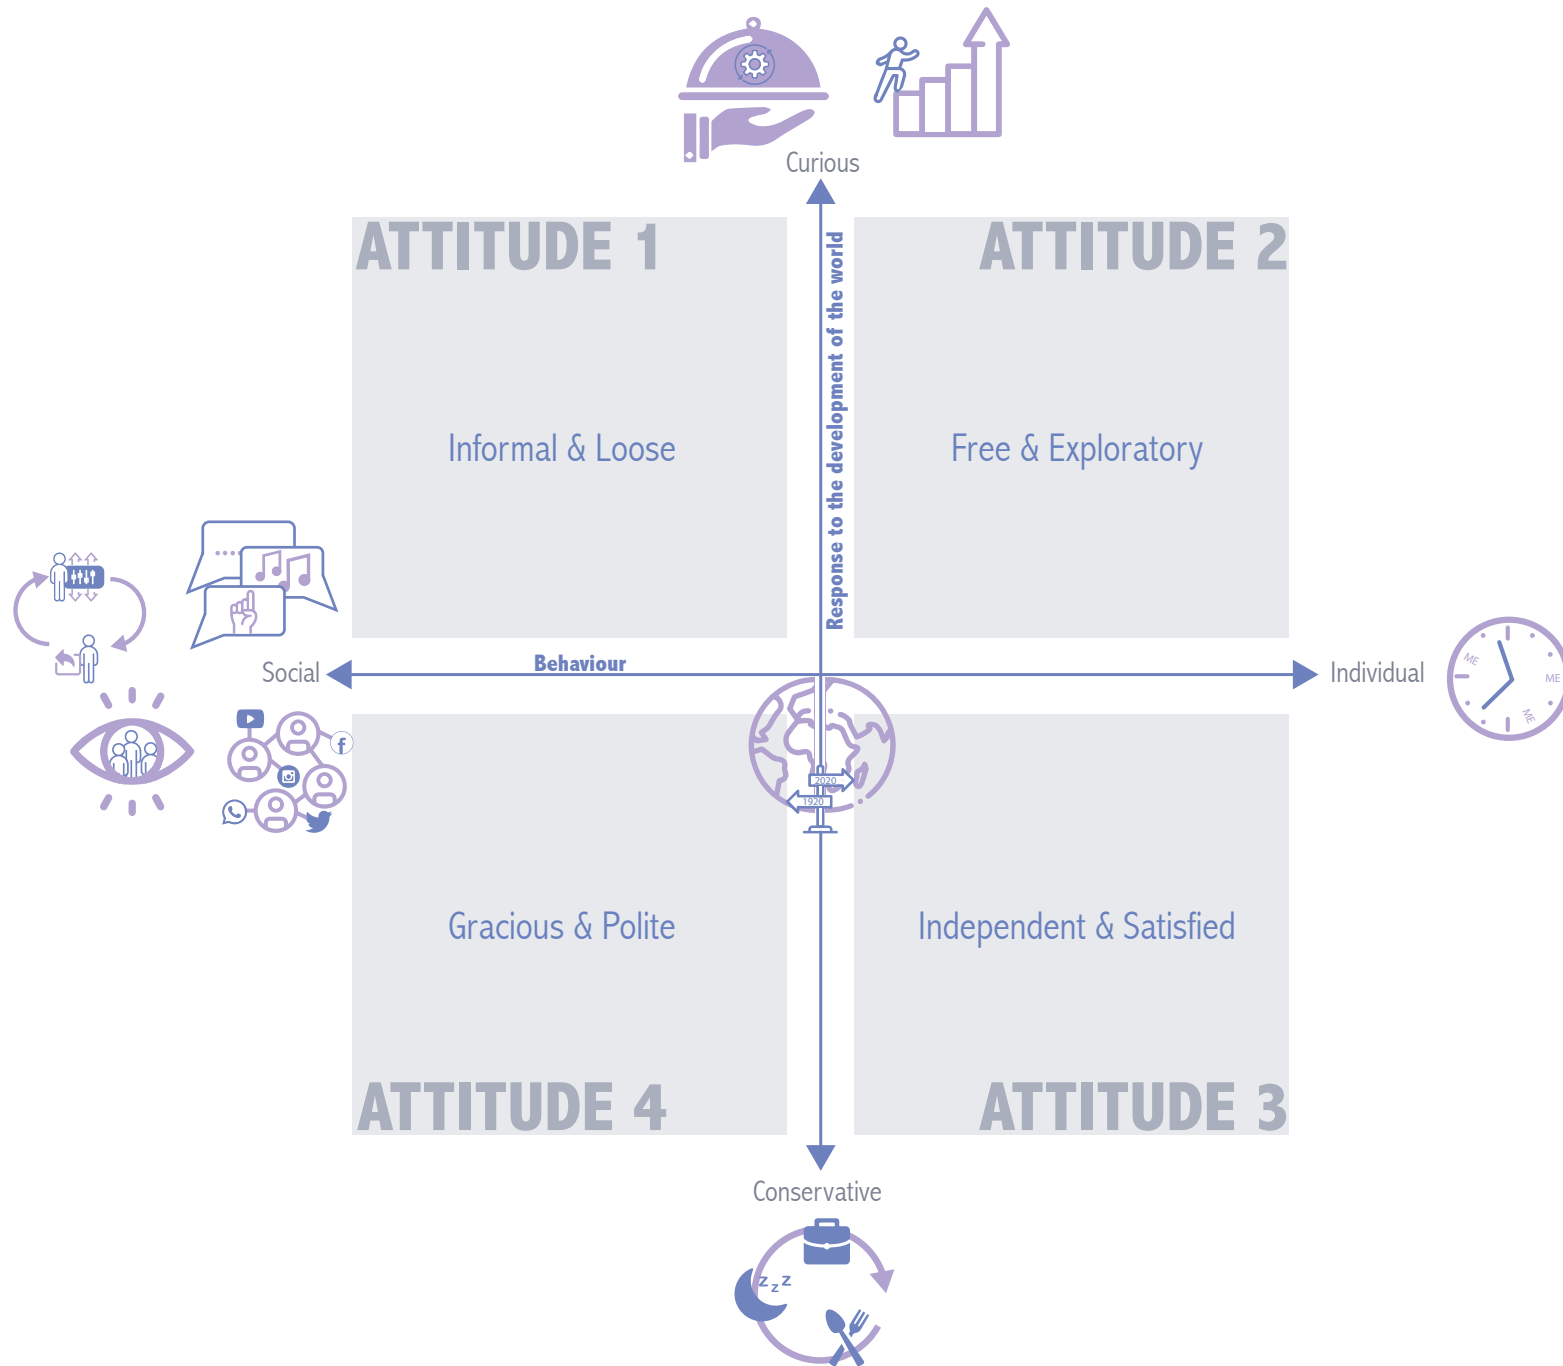 Curious
ATTITUDE 1
ATTITUDE 2
Response to the development of the world
Informal & Loose
Free & Exploratory
Behaviour
Social
Individual
ME
ME
ME
f
2020
1920
Gracious & Polite
Independent & Satisfied
ATTITUDE 4
ATTITUDE 3
Conservative
z z z